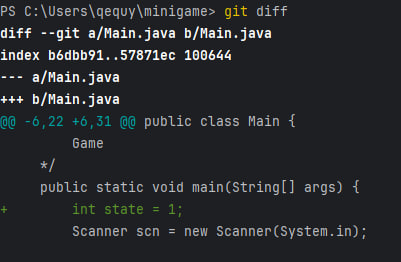 PS C:\Users\qequy\minigame> git diff
diff --git a/Main.java b/Main.java
index b6dbb91..57871ec 100644
--- a/Main.java
+++ b/Main.java
@@ -6,22 +6,31 @@ public class Main {
         Game
     */
     public static void main(String[] args) {
+        int state = 1;
         Scanner scn = new Scanner(System.in);